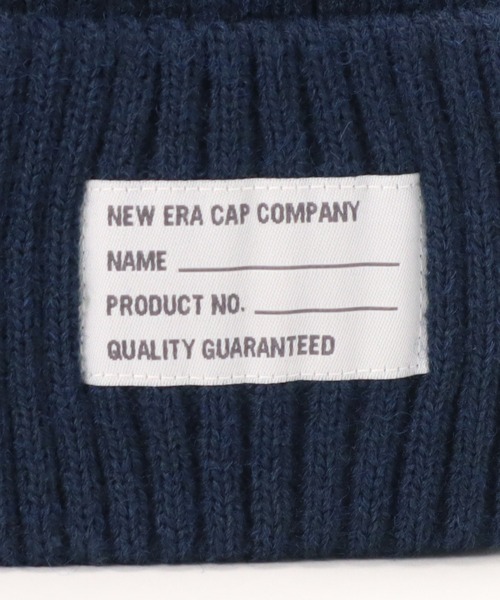 NEW ERA CAP COMPANY
NAME
PRODUCT NO.
QUALITY GUARANTEED